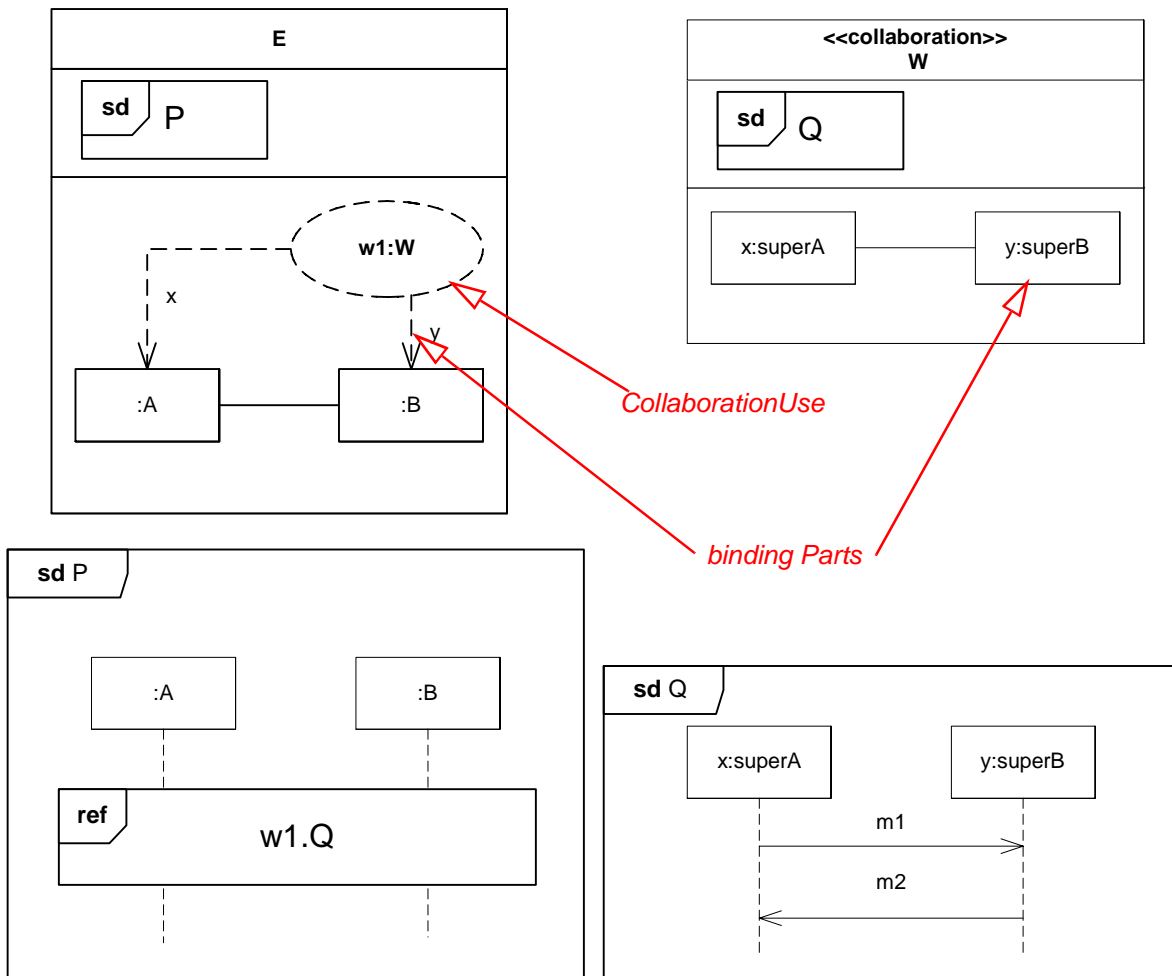 E
sd P
w1:W
x
y
:A
:B
<<collaboration>>
W
sd Q
x:superA
y:superB
CollaborationUse
binding Parts
sd P
:A
:B
ref
w1.Q
sd Q
x:superA
y:superB
m1
m2